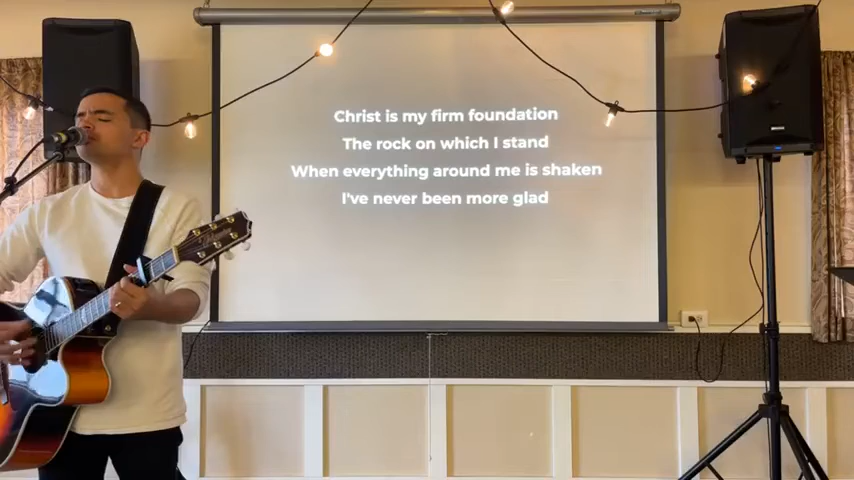 Christ is my firm foundation
The rock on which I stand
When everything around me is shaken
I've never been more glad